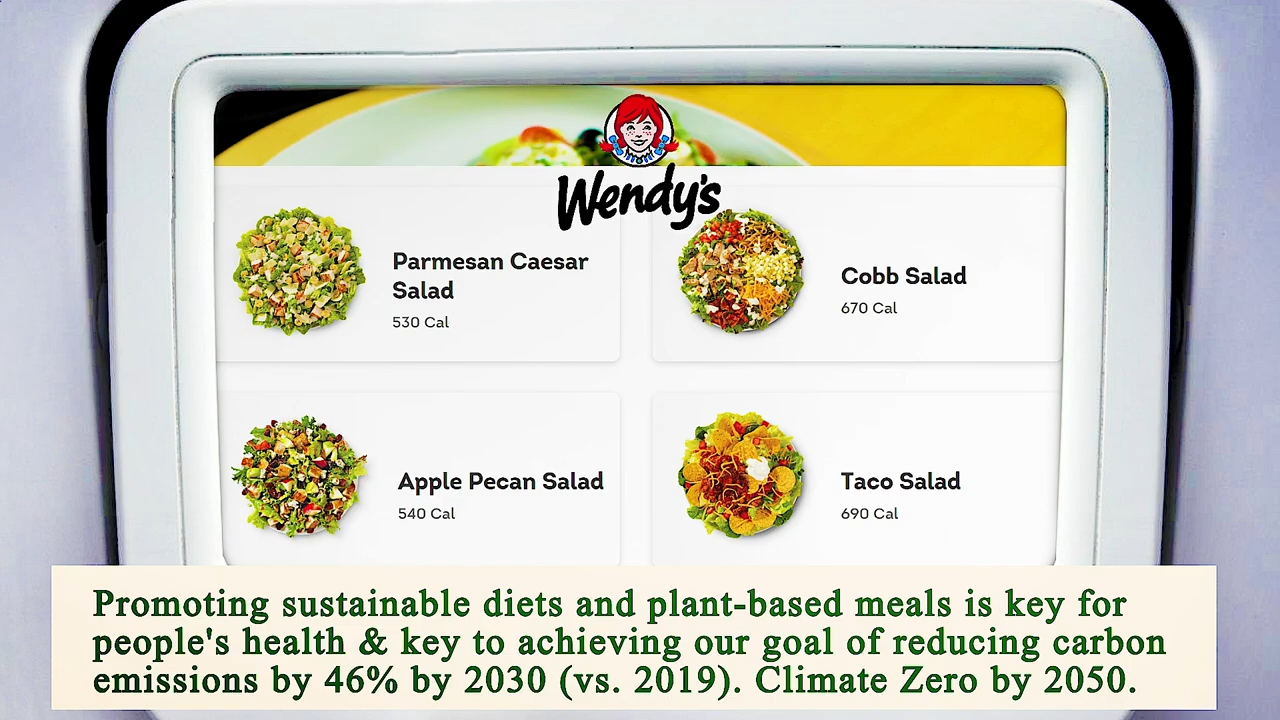 Wendy's
Parmesan Caesar
Salad
530 Cal
Cobb Salad
670 Cal
Apple Pecan Salad
540 Cal
Taco Salad
690 Cal
Promoting sustainable diets and plant-based meals is key for
people's health & key to achieving our goal of reducing carbon
emissions by 46% by 2030 (vs. 2019). Climate Zero by 2050.